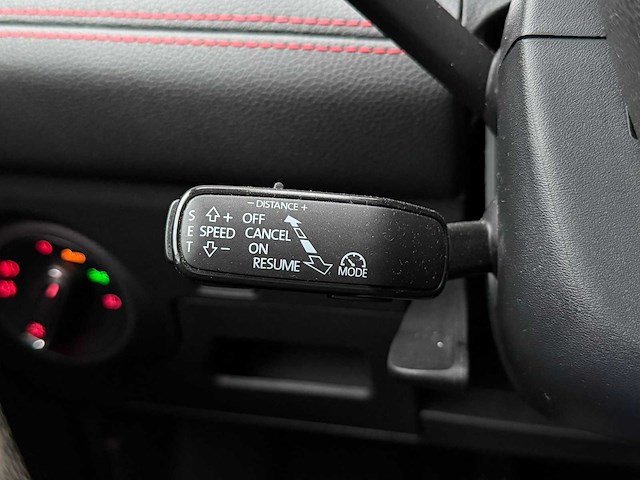 - DISTANCE +
S ⇧ + OFF
E SPEED CANCEL
T ⇩ - ON
RESUME
MODE